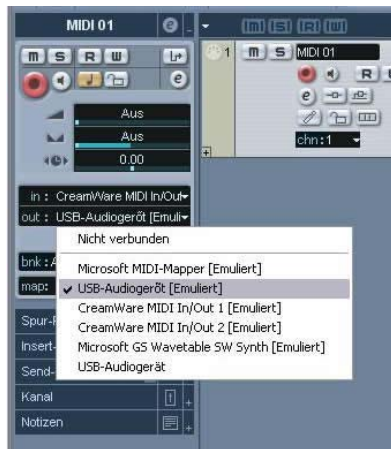 MIDI 01
(m) (S) (R) (W)
m S R W
1 m S MIDI 01
R
Aus
Aus
0.00
chn:1
in : CreamWare MIDI In/Out
out : USB-Audiogeröt [Emuli
Nicht verbunden
bnk :
Microsoft MIDI-Mapper [Emuliert]
map:
USB-Audiogeröt [Emuliert]
CreamWare MIDI In/Out 1 [Emuliert]
Spur-
CreamWare MIDI In/Out 2 [Emuliert]
Insert-
Microsoft GS Wavetable SW Synth [Emuliert]
Send-
USB-Audiogerät
Kanal
Notizen